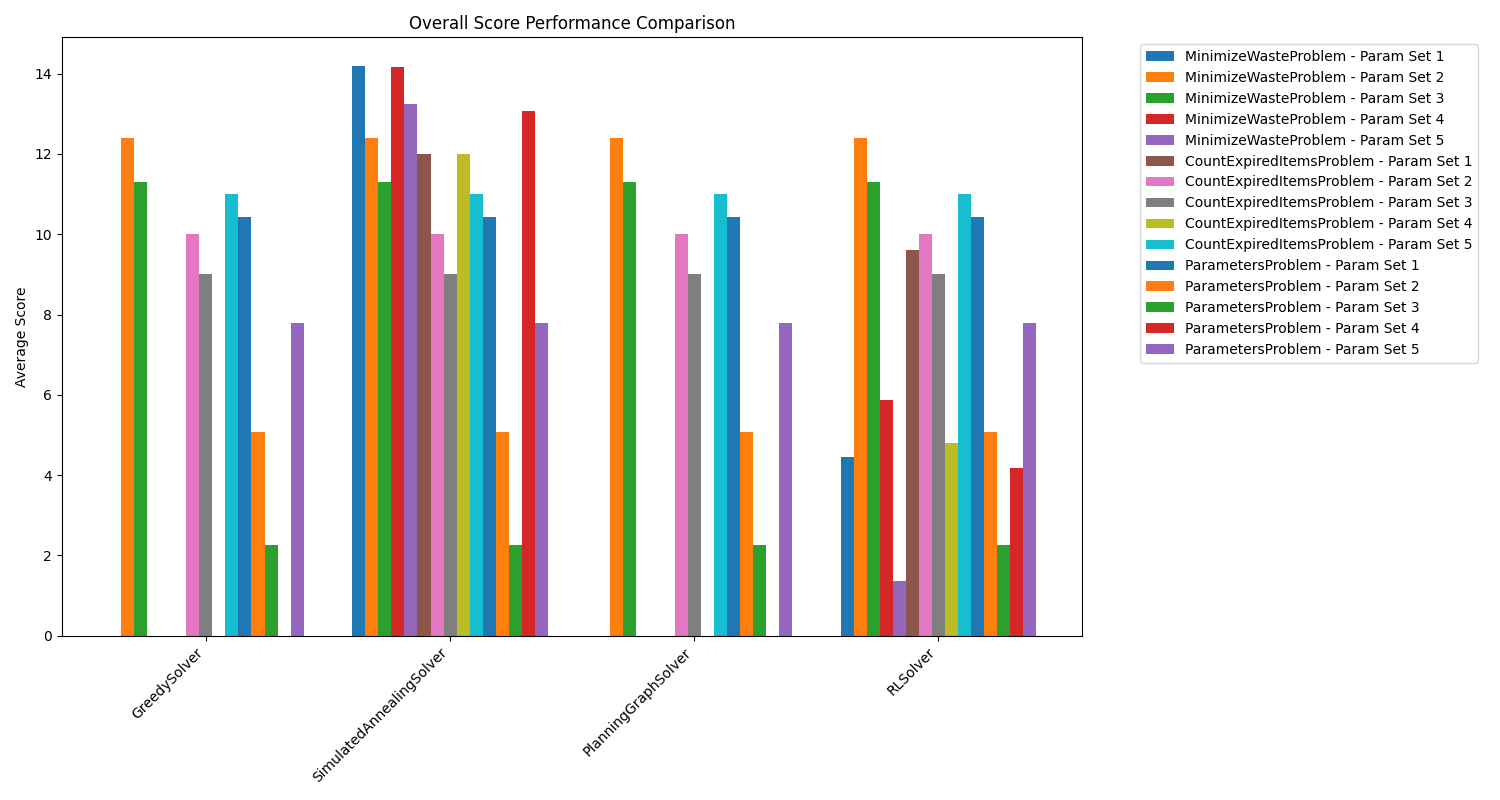 Overall Score Performance Comparison
Average Score
14
12
10
8
6
4
2
0
GreedySolver
SimulatedAnnealingSolver
PlanningGraphSolver
RLSolver
MinimizeWasteProblem - Param Set 1
MinimizeWasteProblem - Param Set 2
MinimizeWasteProblem - Param Set 3
MinimizeWasteProblem - Param Set 4
MinimizeWasteProblem - Param Set 5
CountExpiredItemsProblem - Param Set 1
CountExpiredItemsProblem - Param Set 2
CountExpiredItemsProblem - Param Set 3
CountExpiredItemsProblem - Param Set 4
CountExpiredItemsProblem - Param Set 5
ParametersProblem - Param Set 1
ParametersProblem - Param Set 2
ParametersProblem - Param Set 3
ParametersProblem - Param Set 4
ParametersProblem - Param Set 5